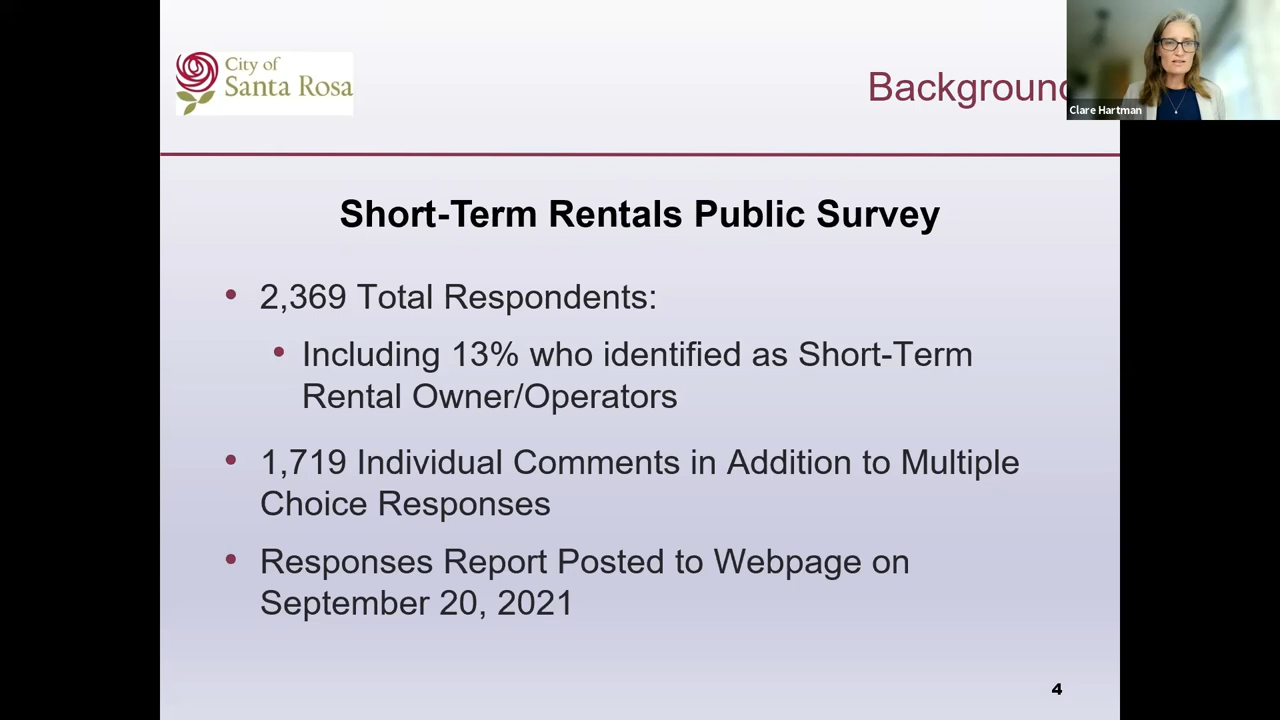 City of
Santa Rosa
Background
Clare Hartman
Short-Term Rentals Public Survey
• 2,369 Total Respondents:
• Including 13% who identified as Short-Term
Rental Owner/Operators
• 1,719 Individual Comments in Addition to Multiple
Choice Responses
• Responses Report Posted to Webpage on
September 20, 2021
4